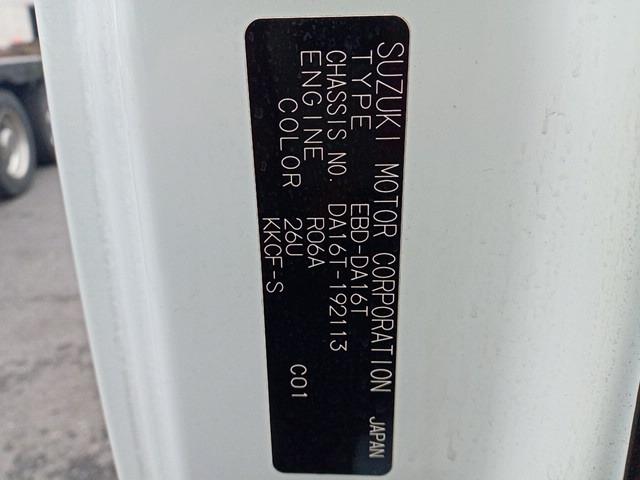 SUZUKI MOTOR CORPORATION JAPAN
TYPE EBD-DA16T
CHASSIS NO. DA16T-192113
ENGINE R06A
COLOR 26U C01
KKCF-S